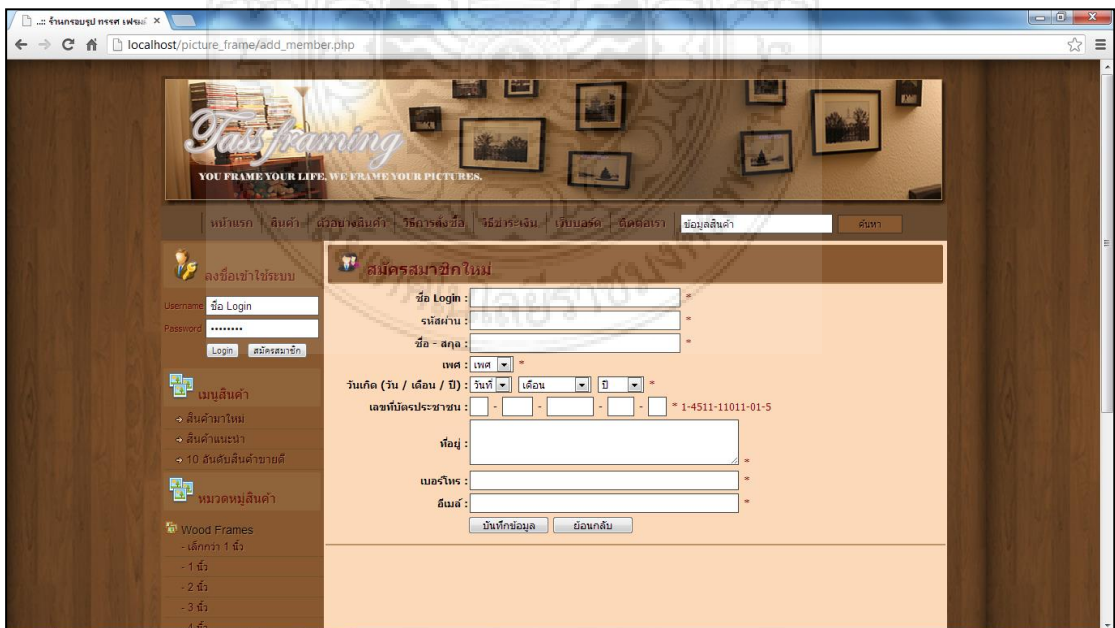 ..:: ร้านกรอบรูป ทรรศ เฟรมมิ่
localhost/picture_frame/add_member.php
Tass framing
YOU FRAME YOUR LIFE, WE FRAME YOUR PICTURES.
หน้าแรก สินค้า ตัวอย่างสินค้า วิธีการสั่งซื้อ วิธีชำระเงิน เว็บบอร์ด ติดต่อเรา ข้อมูลสินค้า ค้นหา
ลงชื่อเข้าใช้ระบบ
Username ชื่อ Login
Password ••••••••
Login สมัครสมาชิก
เมนูสินค้า
สินค้ามาใหม่
สินค้าแนะนำ
10 อันดับสินค้าขายดี
หมวดหมู่สินค้า
Wood Frames
- เล็กกว่า 1 นิ้ว
- 1 นิ้ว
- 2 นิ้ว
- 3 นิ้ว
- 4 นิ้ว
สมัครสมาชิกใหม่
ชื่อ Login : *
รหัสผ่าน : *
ชื่อ - สกุล : *
เพศ : เพศ *
วันเกิด (วัน / เดือน / ปี) : วันที่ เดือน ปี *
เลขที่บัตรประชาชน : - - - - * 1-4511-11011-01-5
ที่อยู่ : *
เบอร์โทร : *
อีเมล์ : *
บันทึกข้อมูล ย้อนกลับ